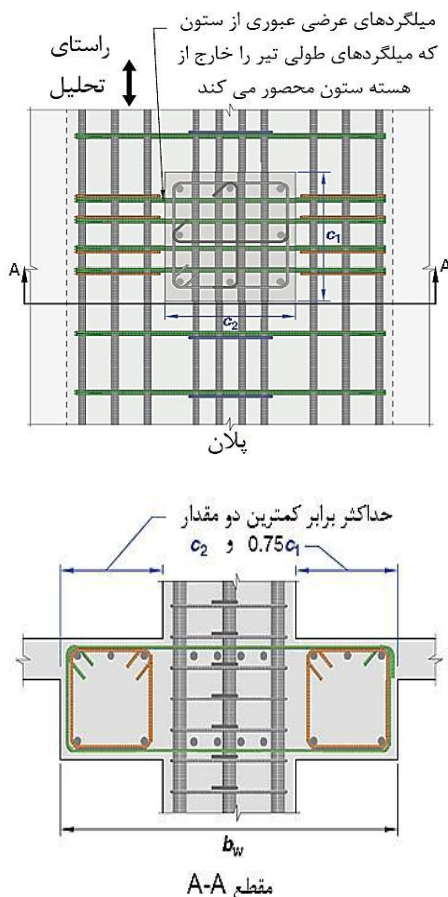 میلگردهای عرضی عبوری از ستون
که میلگردهای طولی تیر را خارج از
هسته ستون محصور می کند
راستای
تحلیل
c₁
A
A
c₂
پلان
حداکثر برابر کمترین دو مقدار
0.75c₁ و c₂
bw
مقطع A-A